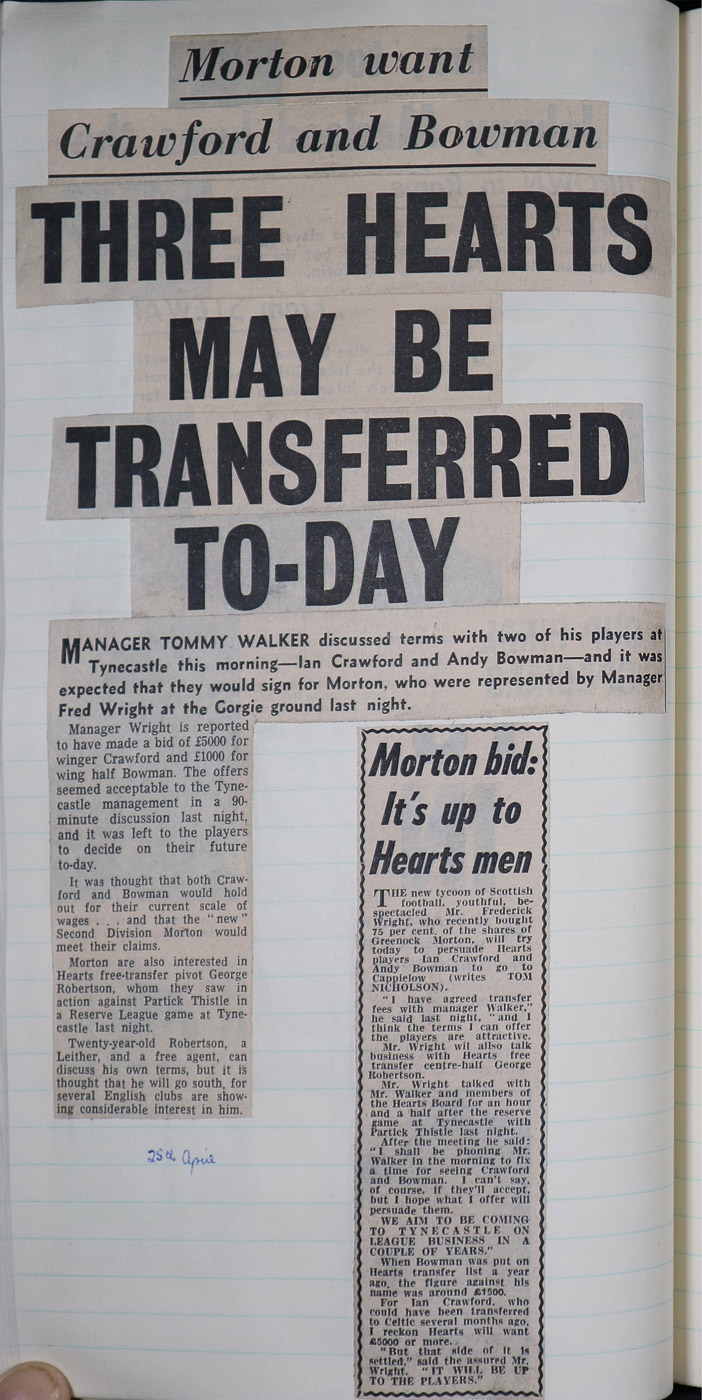 Morton want
Crawford and Bowman
THREE HEARTS
MAY BE
TRANSFERRED
TO-DAY
MANAGER TOMMY WALKER discussed terms with two of his players at
Tynecastle this morning—Ian Crawford and Andy Bowman—and it was
expected that they would sign for Morton, who were represented by Manager
Fred Wright at the Gorgie ground last night.
Manager Wright is reported
to have made a bid of £5000 for
winger Crawford and £1000 for
wing half Bowman. The offers
seemed acceptable to the Tyne-
castle management in a 90-
minute discussion last night,
and it was left to the players
to decide on their future
to-day.
It was thought that both Craw-
ford and Bowman would hold
out for their current scale of
wages . . . and that the "new"
Second Division Morton would
meet their claims.
Morton are also interested in
Hearts free-transfer pivot George
Robertson, whom they saw in
action against Partick Thistle in
a Reserve League game at Tyne-
castle last night.
Twenty-year-old Robertson, a
Leither, and a free agent, can
discuss his own terms, but it is
thought that he will go south, for
several English clubs are show-
ing considerable interest in him.
25th April
Morton bid:
It's up to
Hearts men
THE new tycoon of Scottish
football, youthful, be-
spectacled Mr. Frederick
Wright, who recently bought
75 per cent. of the shares of
Greenock Morton, will try
today to persuade Hearts
players Ian Crawford and
Andy Bowman to go to
Cappielow (writes TOM
NICHOLSON).
"I have agreed transfer
fees with manager Walker,"
he said last night, "and I
think the terms I can offer
the players are attractive.
Mr. Wright wil also talk
business with Hearts free
transfer centre-half George
Robertson.
Mr. Wright talked with
Mr. Walker and members of
the Hearts Board for an hour
and a half after the reserve
game at Tynecastle with
Partick Thistle last night.
After the meeting he said:
"I shall be phoning Mr.
Walker in the morning to fix
a time for seeing Crawford
and Bowman. I can't say,
of course, if they'll accept,
but I hope what I offer will
persuade them.
WE AIM TO BE COMING
TO TYNECASTLE ON
LEAGUE BUSINESS IN A
COUPLE OF YEARS."
When Bowman was put on
Hearts transfer list a year
ago, the figure against his
name was around £1500.
For Ian Crawford, who
could have been transferred
to Celtic several months ago,
I reckon Hearts will want
£5000 or more.
"But that side of it is
settled," said the assured Mr.
Wright. "IT WILL BE UP
TO THE PLAYERS."